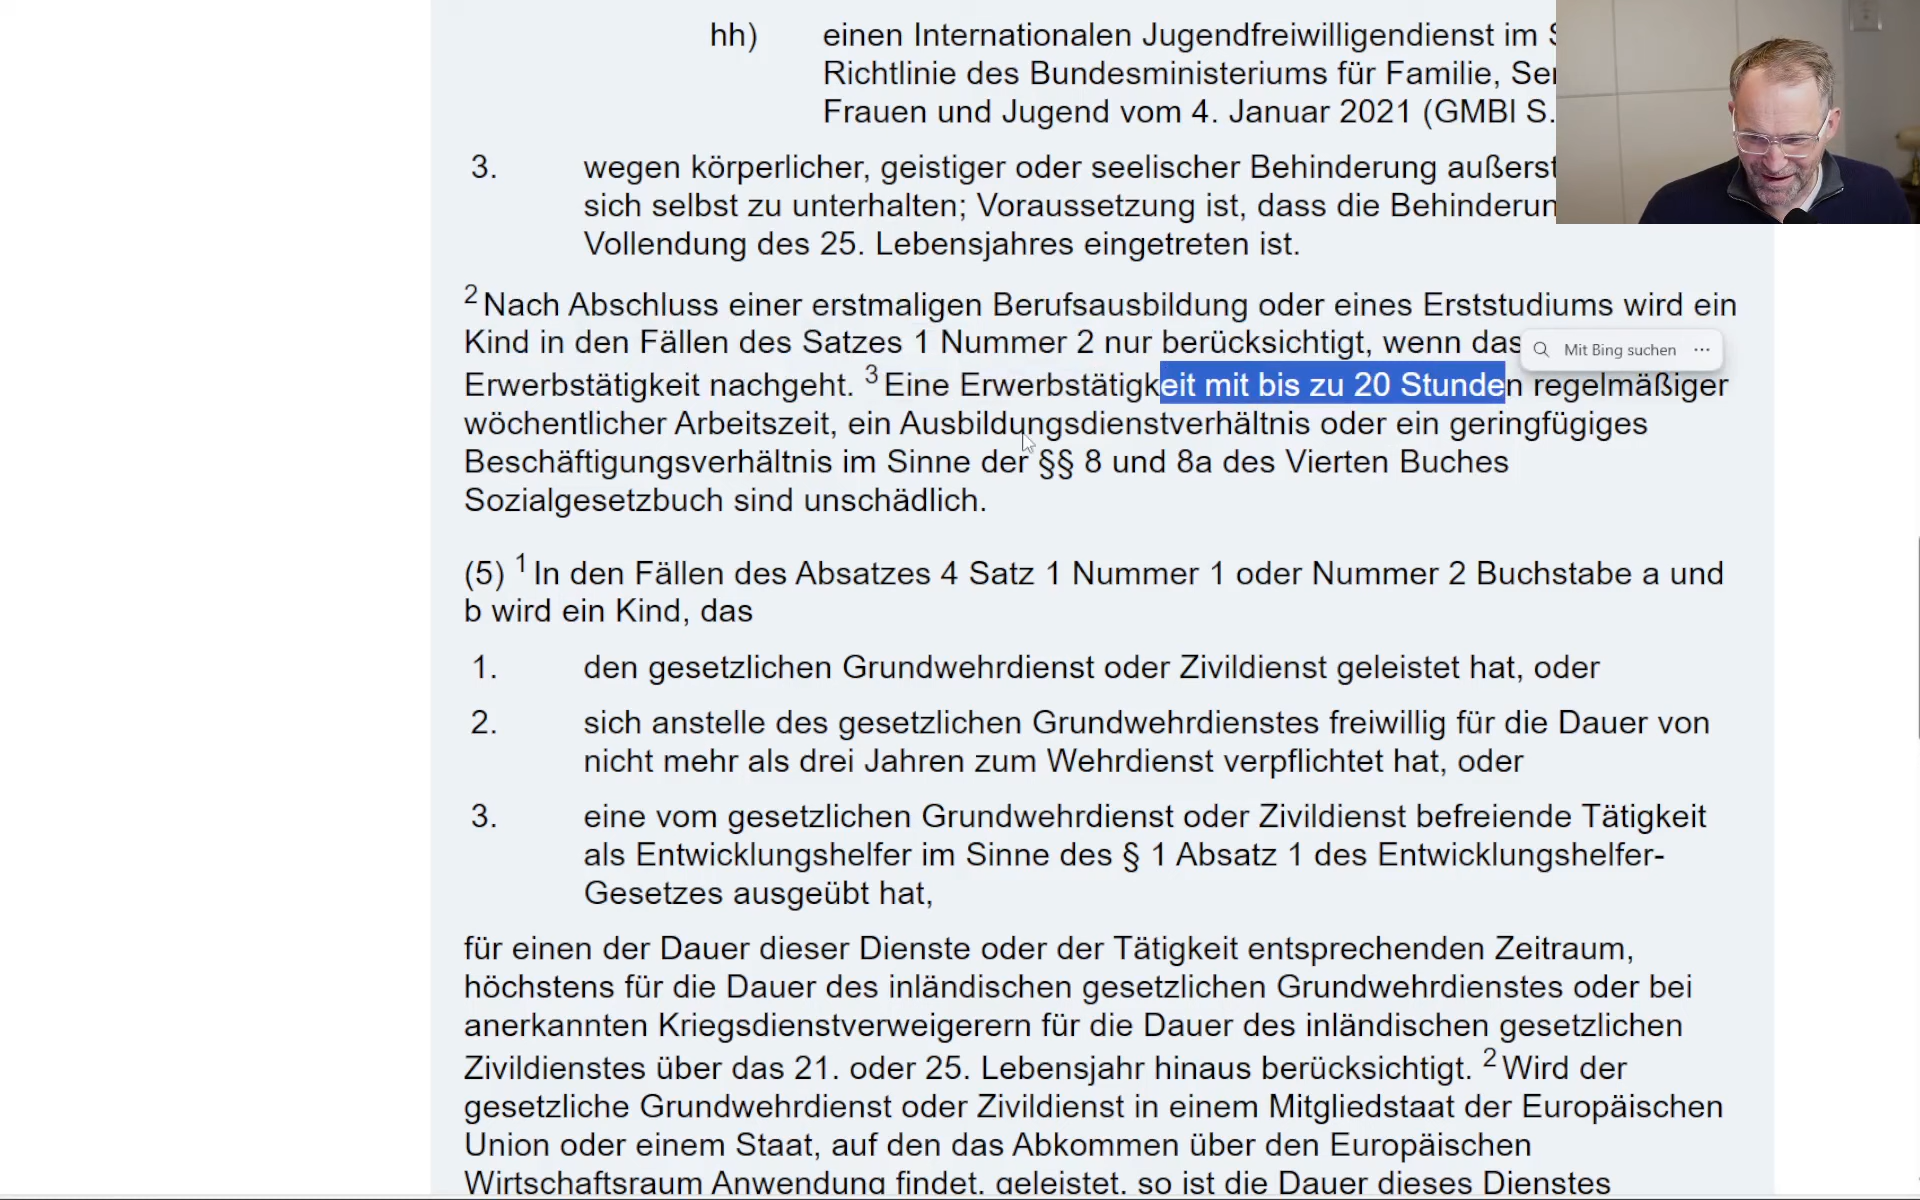 hh) einen Internationalen Jugendfreiwilligendienst im
Richtlinie des Bundesministeriums für Familie,
Frauen und Jugend vom 4. Januar 2021 (GMBl S.
3. wegen körperlicher, geistiger oder seelischer Behinderung
sich selbst zu unterhalten; Voraussetzung ist, dass die
Vollendung des 25. Lebensjahres eingetreten ist.
2 Nach Abschluss einer erstmaligen Berufsausbildung oder eines Erststudiums wird ein
Kind in den Fällen des Satzes 1 Nummer 2 nur berücksichtigt, wenn das
Mit Bing suchen ···
Erwerbstätigkeit nachgeht. 3 Eine Erwerbstätigkeit mit bis zu 20 Stunden regelmäßiger
wöchentlicher Arbeitszeit, ein Ausbildungsdienstverhältnis oder ein geringfügiges
Beschäftigungsverhältnis im Sinne der §§ 8 und 8a des Vierten Buches
Sozialgesetzbuch sind unschädlich.
(5) 1 In den Fällen des Absatzes 4 Satz 1 Nummer 1 oder Nummer 2 Buchstabe a und
b wird ein Kind, das
1. den gesetzlichen Grundwehrdienst oder Zivildienst geleistet hat, oder
2. sich anstelle des gesetzlichen Grundwehrdienstes freiwillig für die Dauer von
nicht mehr als drei Jahren zum Wehrdienst verpflichtet hat, oder
3. eine vom gesetzlichen Grundwehrdienst oder Zivildienst befreiende Tätigkeit
als Entwicklungshelfer im Sinne des § 1 Absatz 1 des Entwicklungshelfer-
Gesetzes ausgeübt hat,
für einen der Dauer dieser Dienste oder der Tätigkeit entsprechenden Zeitraum,
höchstens für die Dauer des inländischen gesetzlichen Grundwehrdienstes oder bei
anerkannten Kriegsdienstverweigerern für die Dauer des inländischen gesetzlichen
Zivildienstes über das 21. oder 25. Lebensjahr hinaus berücksichtigt. 2 Wird der
gesetzliche Grundwehrdienst oder Zivildienst in einem Mitgliedstaat der Europäischen
Union oder einem Staat, auf den das Abkommen über den Europäischen
Wirtschaftsraum Anwendung findet, geleistet, so ist die Dauer dieses Dienstes